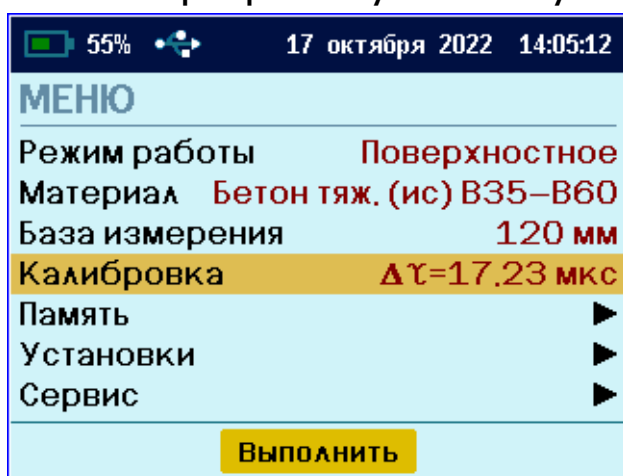 55% 17 октября 2022 14:05:12
МЕНЮ
Режим работы Поверхностное
Материал Бетон тяж. (ис) В35–В60
База измерения 120 мм
Калибровка Δτ=17.23 мкс
Память
Установки
Сервис
Выполнить